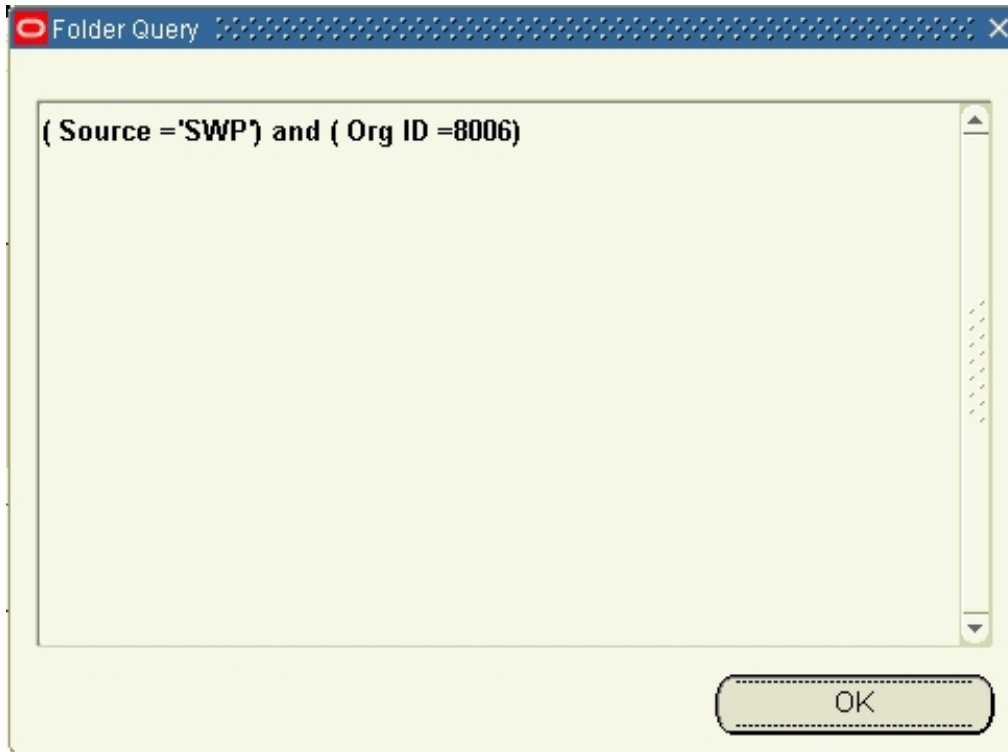 Folder Query
( Source ='SWP') and ( Org ID =8006)
OK